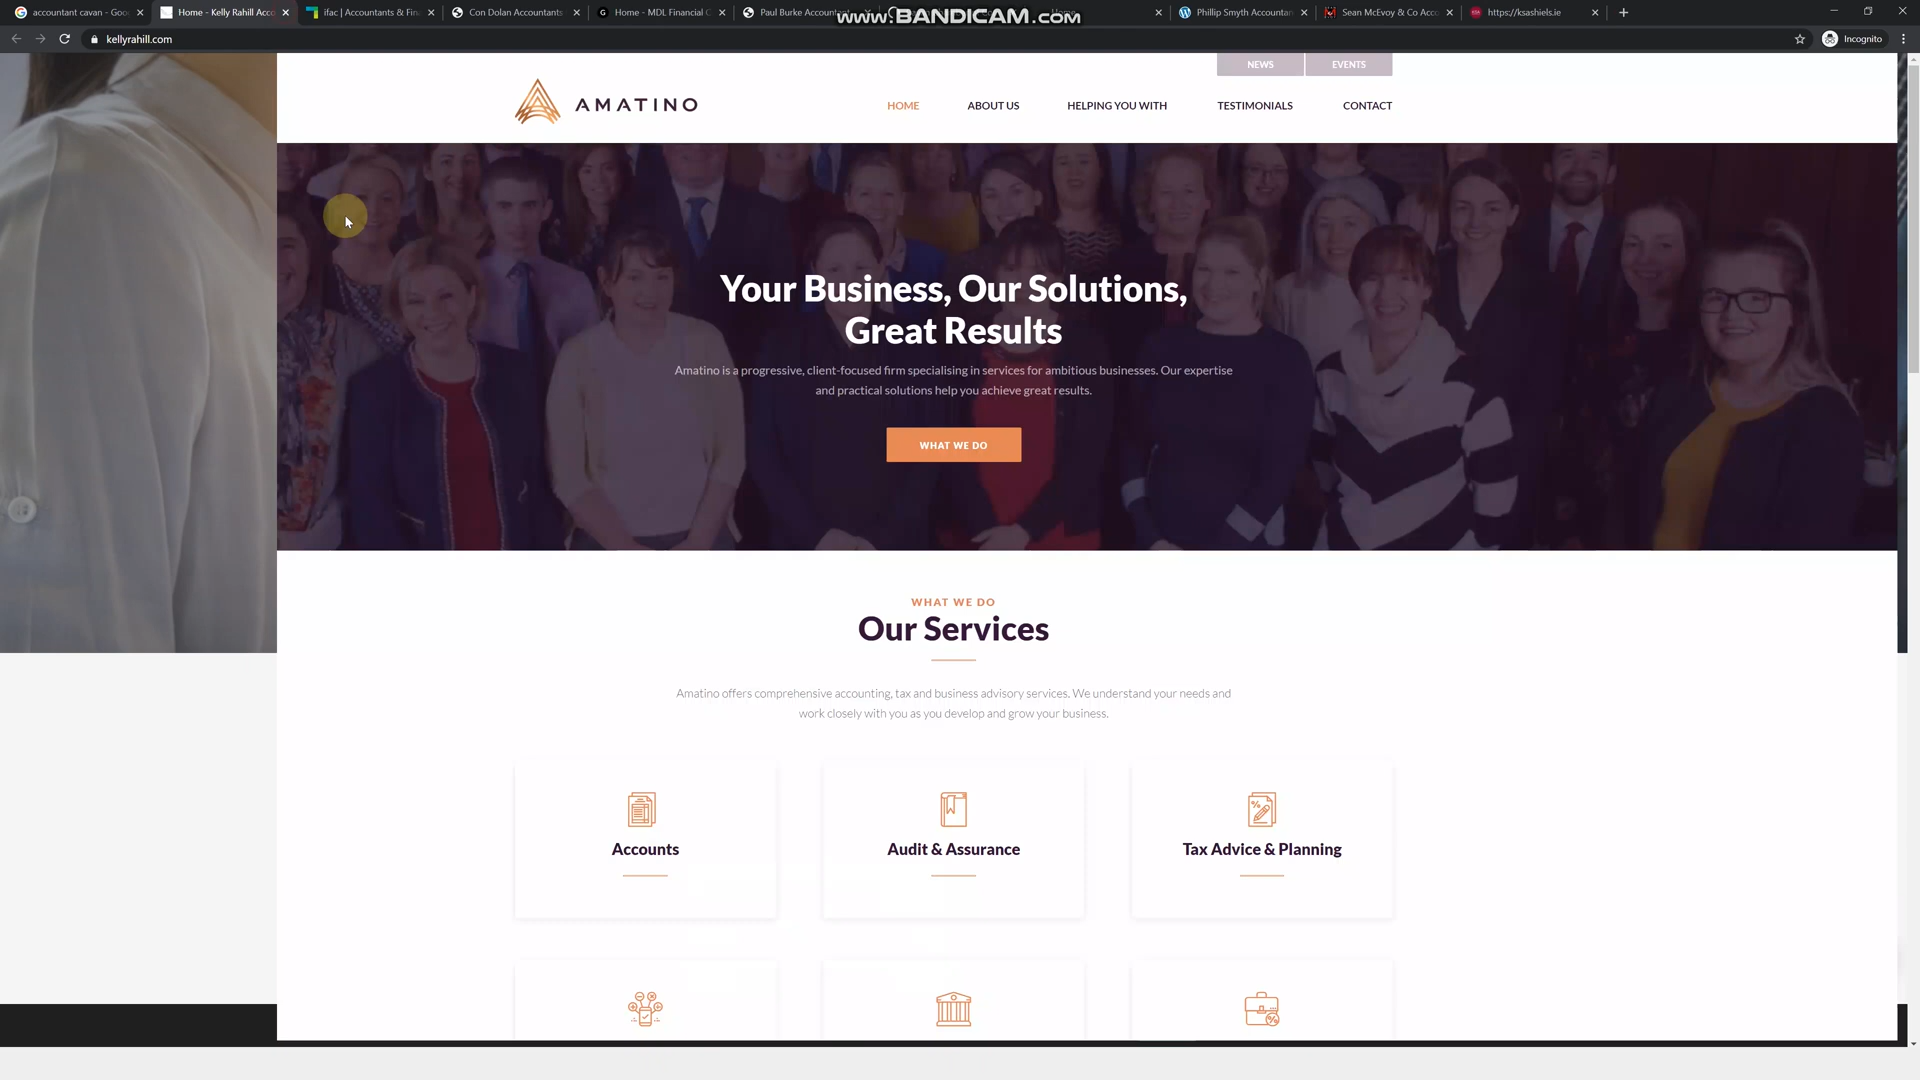 accountant cavan - Goo
Home - Kelly Rahill Acco
ifac | Accountants & Fin
Con Dolan Accountants
Home - MDL Financial C
Paul Burke Accountant
www.BANDICAM.com
Phillip Smyth Accountan
Sean McEvoy & Co Acco
https://ksashiels.ie
kellyrahill.com
Incognito
NEWS
EVENTS
AMATINO
HOME
ABOUT US
HELPING YOU WITH
TESTIMONIALS
CONTACT
Your Business, Our Solutions,
Great Results
Amatino is a progressive, client-focused firm specialising in services for ambitious businesses. Our expertise
and practical solutions help you achieve great results.
WHAT WE DO
WHAT WE DO
Our Services
Amatino offers comprehensive accounting, tax and business advisory services. We understand your needs and
work closely with you as you develop and grow your business.
Accounts
Audit & Assurance
Tax Advice & Planning